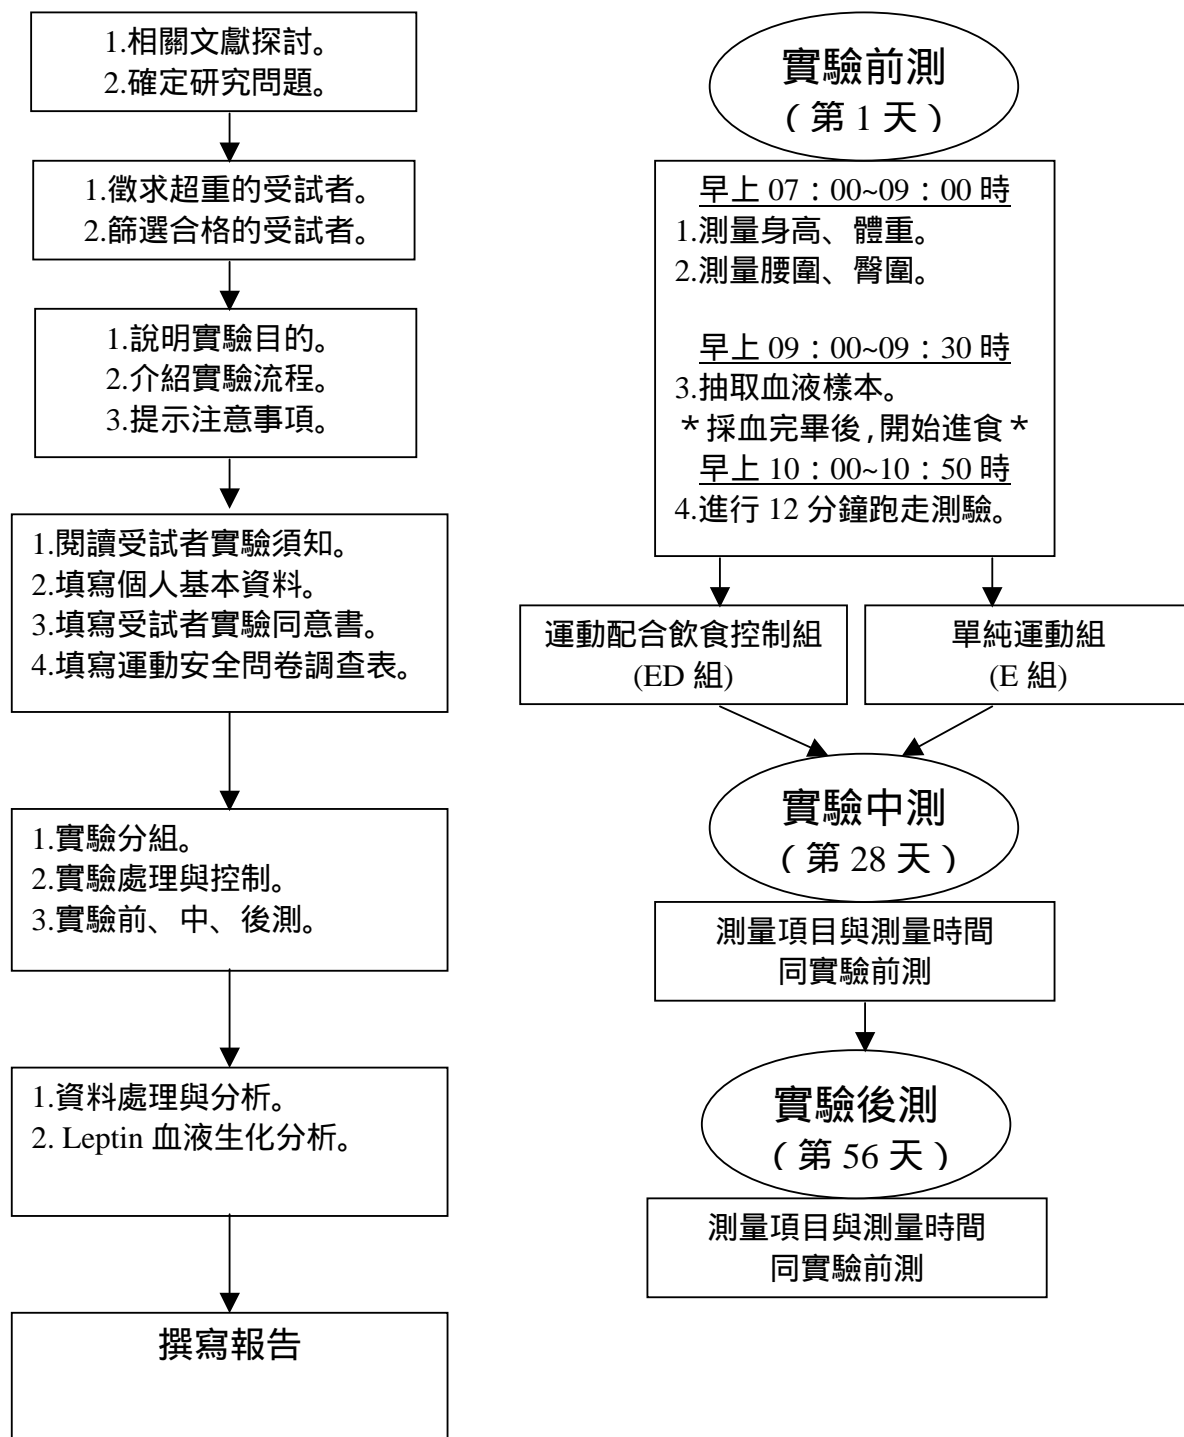 1.相關文獻探討。
2.確定研究問題。
1.徵求超重的受試者。
2.篩選合格的受試者。
1.說明實驗目的。
2.介紹實驗流程。
3.提示注意事項。
1.閱讀受試者實驗須知。
2.填寫個人基本資料。
3.填寫受試者實驗同意書。
4.填寫運動安全問卷調查表。
1.實驗分組。
2.實驗處理與控制。
3.實驗前、中、後測。
1.資料處理與分析。
2. Leptin 血液生化分析。
撰寫報告
實驗前測
（第 1 天）
早上 07：00~09：00 時
1.測量身高、體重。
2.測量腰圍、臀圍。
早上 09：00~09：30 時
3.抽取血液樣本。
＊採血完畢後,開始進食＊
早上 10：00~10：50 時
4.進行 12 分鐘跑走測驗。
運動配合飲食控制組
(ED 組)
單純運動組
(E 組)
實驗中測
（第 28 天）
測量項目與測量時間
同實驗前測
實驗後測
（第 56 天）
測量項目與測量時間
同實驗前測